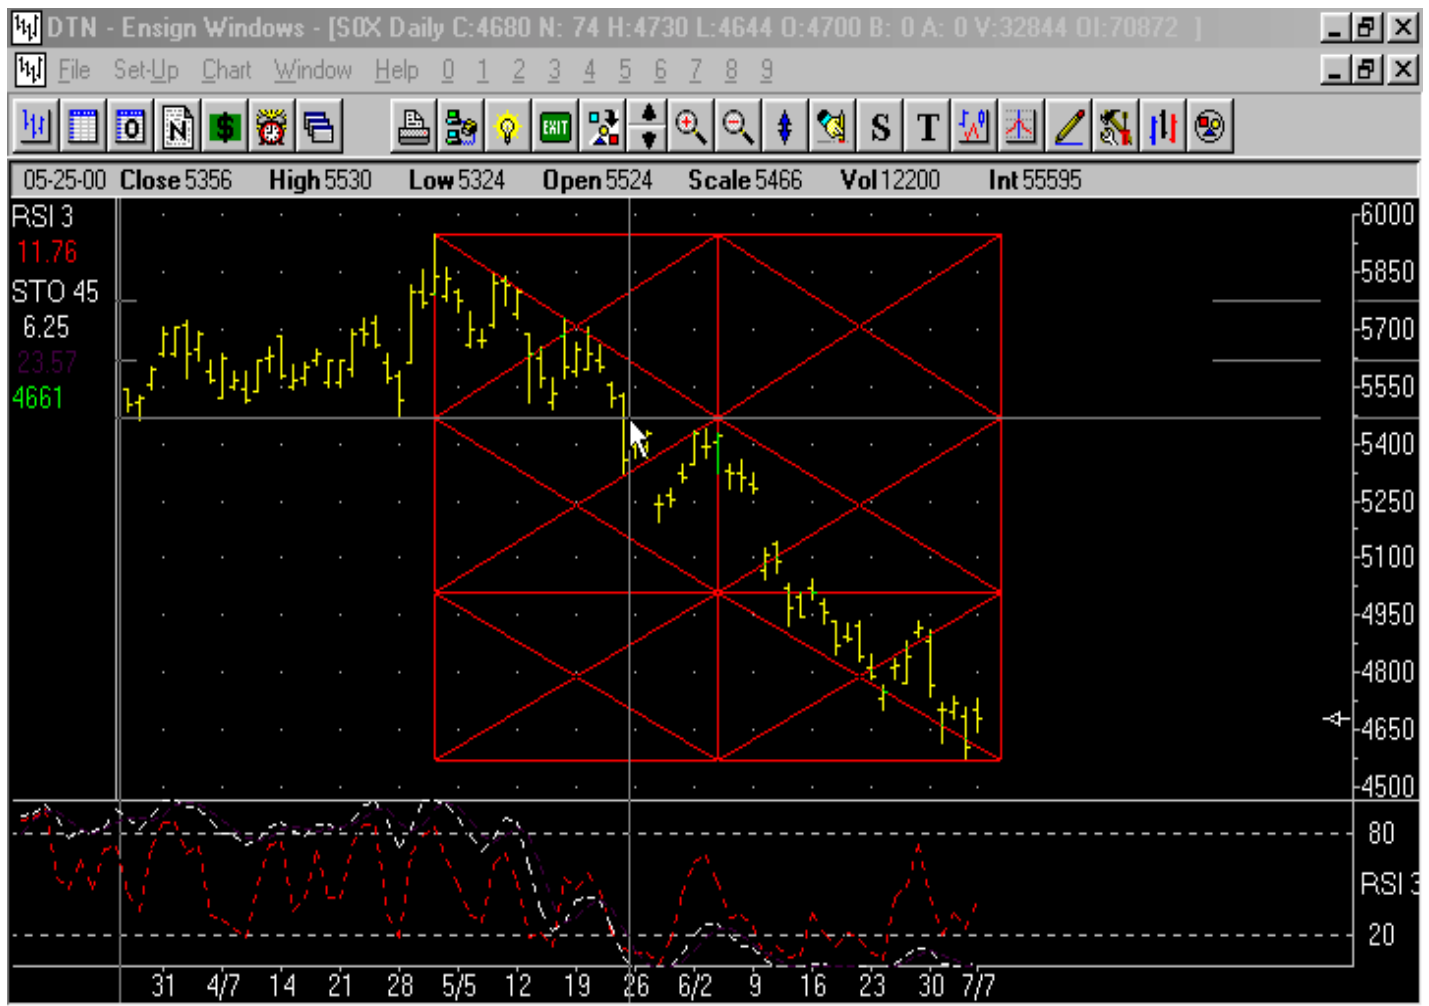 DTN - Ensign Windows - [S0X Daily C:4680 N: 74 H:4730 L:4644 O:4700 B: 0 A: 0 V:32844 OI:70872 ]
File Set-Up Chart Window Help 0 1 2 3 4 5 6 7 8 9
O N $ EXIT S T
05-25-00 Close 5356 High 5530 Low 5324 Open 5524 Scale 5466 Vol 12200 Int 55595
RSI 3
11.76
STO 45
6.25
23.57
4661
6000
5850
5700
5550
5400
5250
5100
4950
4800
4650
4500
80
RSI 3
20
31 4/7 14 21 28 5/5 12 19 26 6/2 9 16 23 30 7/7